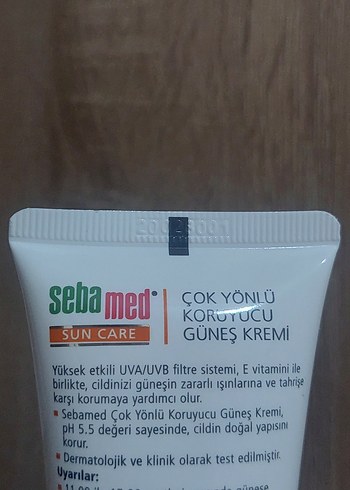 sebamed
SUN CARE
ÇOK YÖNLÜ
KORUYUCU
GÜNEŞ KREMİ
Yüksek etkili UVA/UVB filtre sistemi, E vitamini ile
birlikte, cildinizi güneşin zararlı ışınlarına ve tahrişe
karşı korumaya yardımcı olur.
▪ Sebamed Çok Yönlü Koruyucu Güneş Kremi,
pH 5.5 değeri sayesinde, cildin doğal yapısını
korur.
▪ Dermatolojik ve klinik olarak test edilmiştir.
Uyarılar: